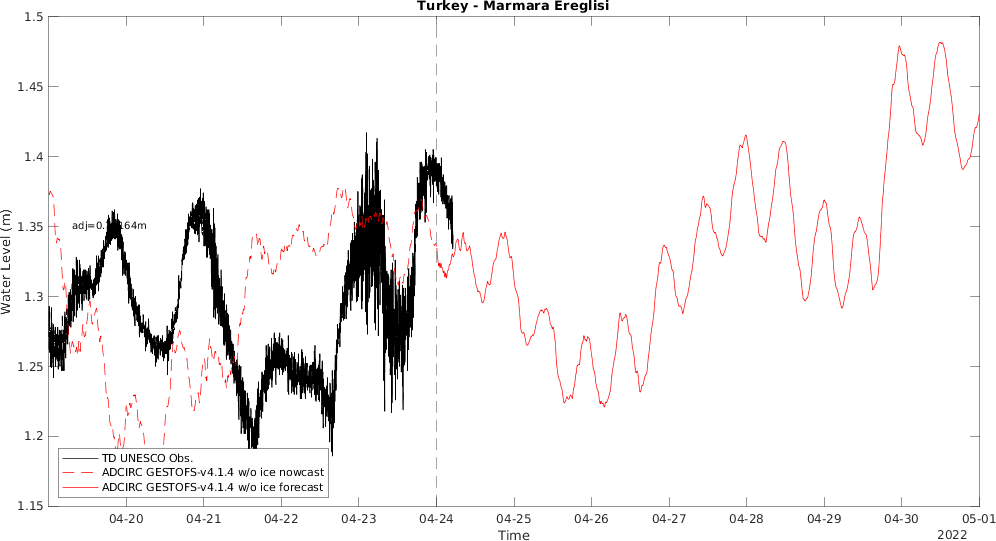 Turkey - Marmara Ereglisi
1.5
1.45
1.4
1.35
1.3
1.25
1.2
1.15
Water Level (m)
TD UNESCO Obs.
ADCIRC GESTOFS-v4.1.4 w/o ice nowcast
ADCIRC GESTOFS-v4.1.4 w/o ice forecast
04-20 04-21 04-22 04-23 04-24 04-25 04-26 04-27 04-28 04-29 04-30 05-01
Time
2022